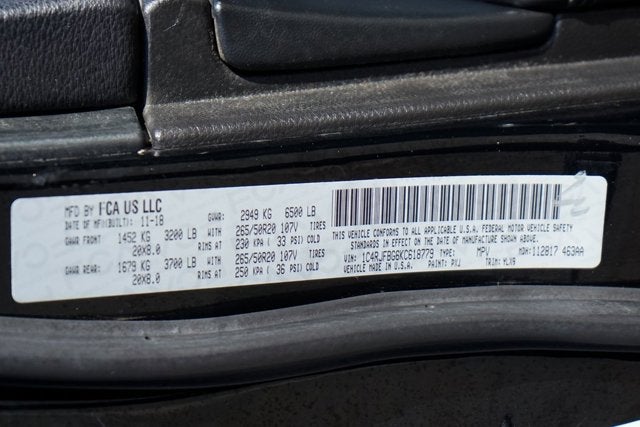 MFD BY FCA US LLC
DATE OF MFR(BUILT): 11-18 GVWR: 2949 KG 6500 LB
GAWR FRONT 1452 KG 3200 LB WITH 265/50R20 107V TIRES
20X8.0 RIMS AT 230 KPA ( 33 PSI) COLD
GAWR REAR: 1679 KG 3700 LB WITH 265/50R20 107V TIRES
20X8.0 RIMS AT 250 KPA ( 36 PSI) COLD
THIS VEHICLE CONFORMS TO ALL APPLICABLE U.S.A. FEDERAL MOTOR VEHICLE SAFETY
STANDARDS IN EFFECT ON THE DATE OF MANUFACTURE SHOWN ABOVE.
VIN: 1C4RJFBG6KC618779 MPV MDH: 112817 463AA
VEHICLE MADE IN U.S.A. PAINT: PXJ TRIM: YLX9